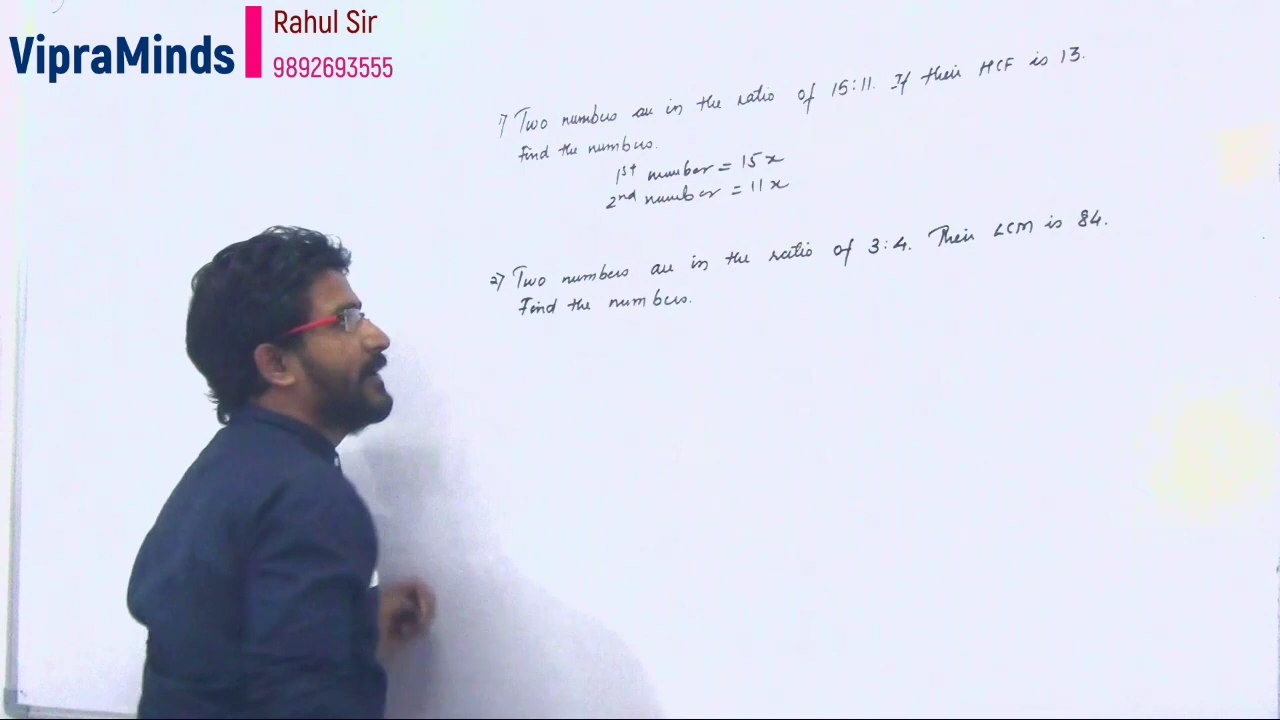 VipraMinds
Rahul Sir
9892693555
1) Two numbers are in the ratio of 15:11. If their HCF is 13.
Find the numbers.
1st number = 15x
2nd number = 11x
2) Two numbers are in the ratio of 3:4. Their LCM is 84.
Find the numbers.